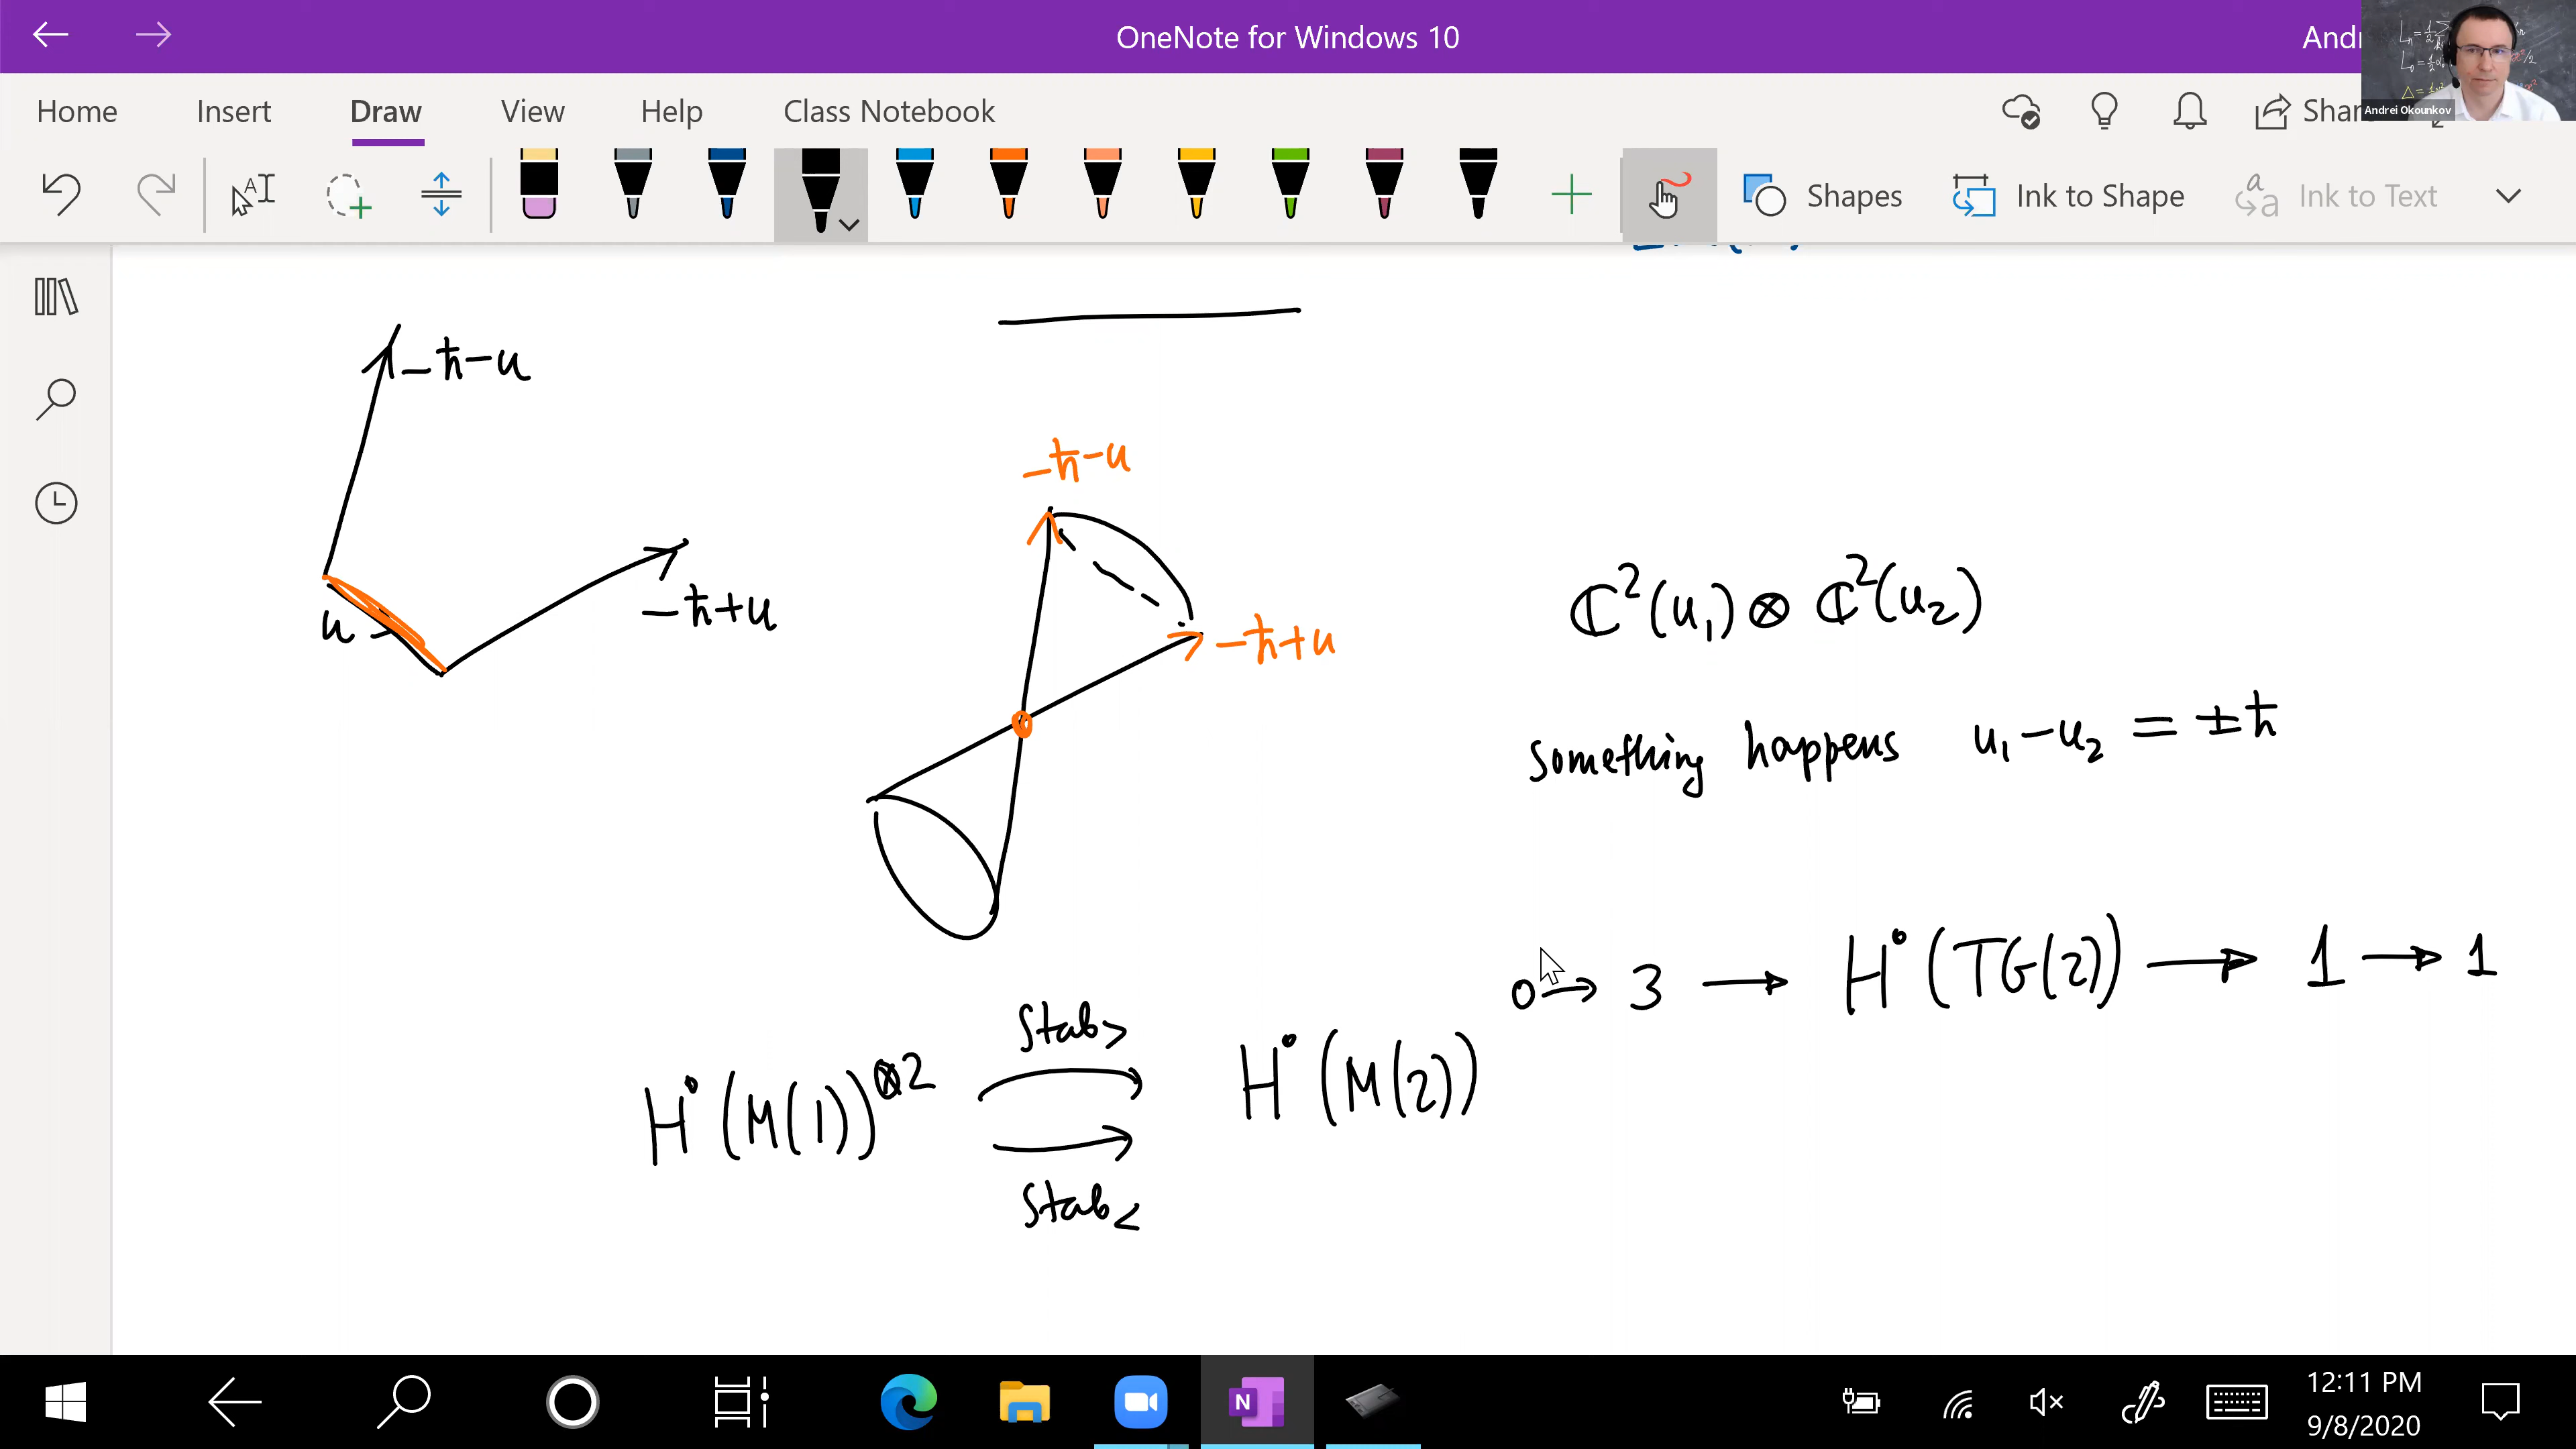 OneNote for Windows 10
Andr
Andrei Okounkov
Home Insert Draw View Help Class Notebook
Shapes Ink to Shape Ink to Text
-ħ-u
u
-ħ+u
-ħ-u
-ħ+u
ℂ²(u₁) ⊗ ℂ²(u₂)
something happens u₁-u₂ = ±ħ
0 → 3 → H˙(TG(2)) → 1 → 1
H˙(M(1))^⊗2
Stab>
Stab<
H˙(M(2))
12:11 PM
9/8/2020